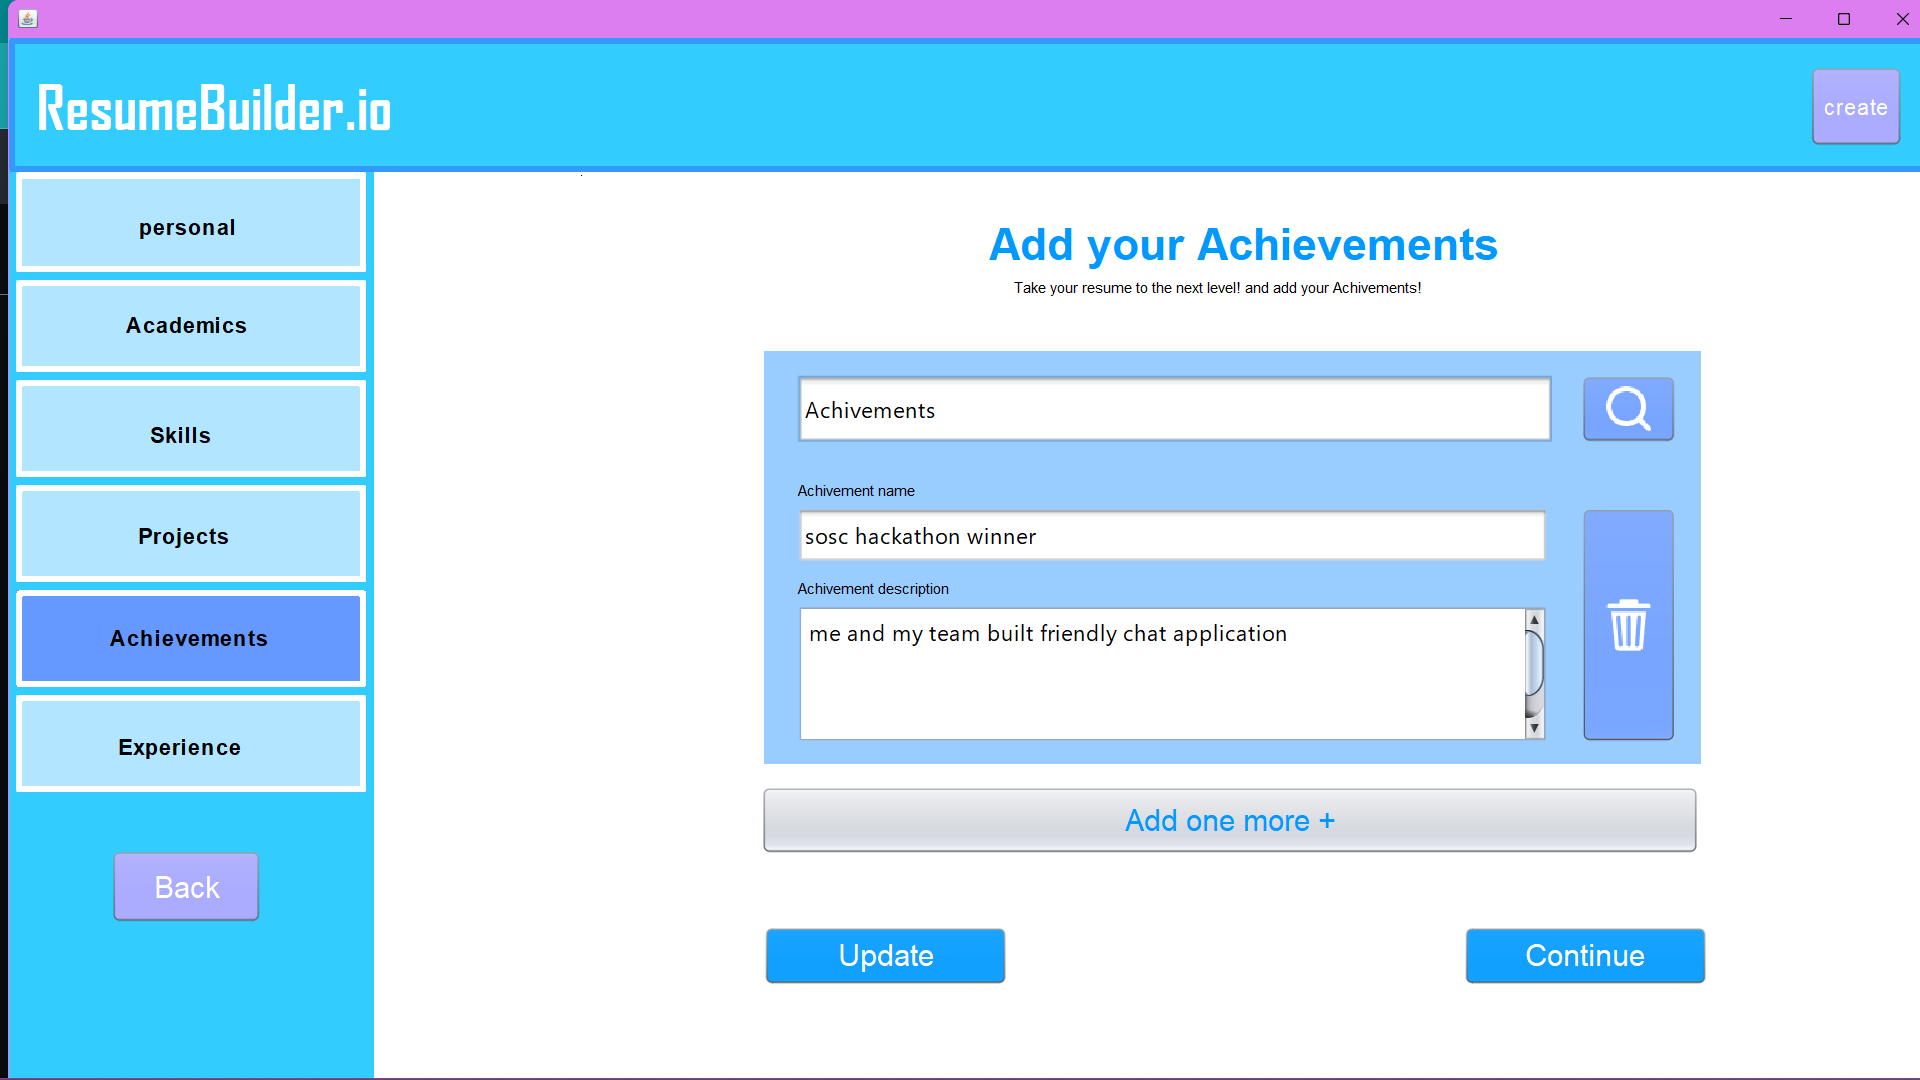 ResumeBuilder.io
create
personal
Academics
Skills
Projects
Achievements
Experience
Back
Add your Achievements
Take your resume to the next level! and add your Achivements!
Achivements
Achivement name
sosc hackathon winner
Achivement description
me and my team built friendly chat application
Add one more +
Update
Continue